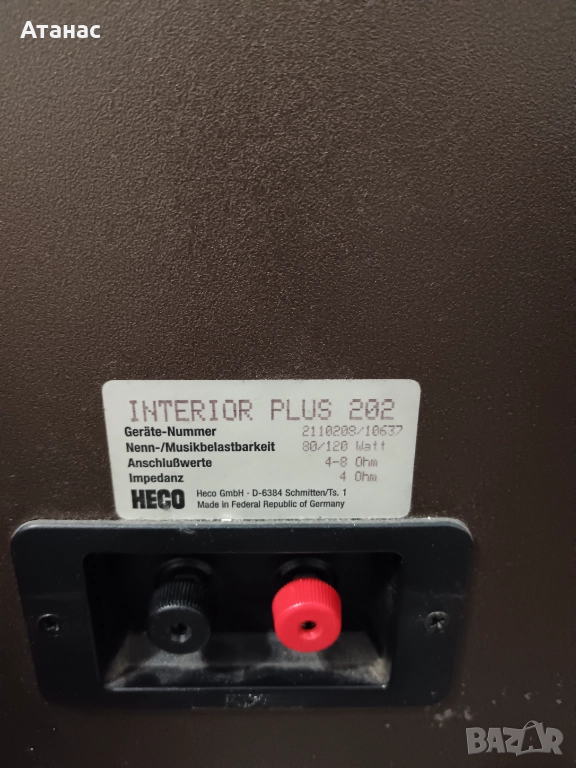 Атанас
INTERIOR PLUS 202
Geräte-Nummer 2110208/10637
Nenn-/Musikbelastbarkeit 80/120 Watt
Anschlußwerte 4-8 Ohm
Impedanz 4 Ohm
HECO Heco GmbH · D-6384 Schmitten/Ts. 1
Made in Federal Republic of Germany
BAZAR